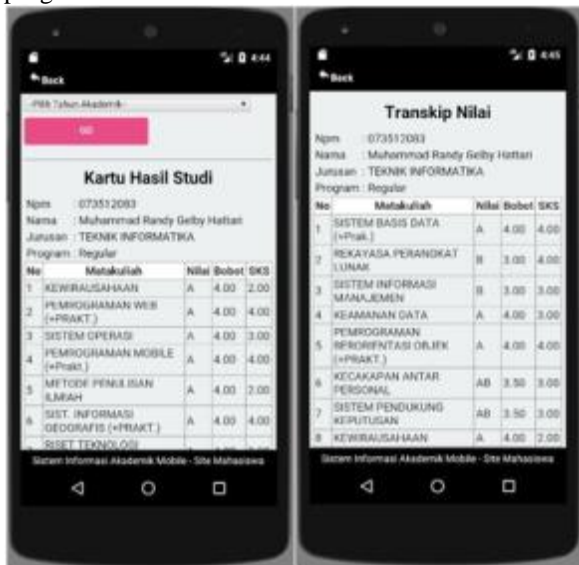 4:44
Back
-Pilih Tahun Akademik-
GO
Kartu Hasil Studi
Npm : 073512083
Nama : Muhammad Randy Gelby Hattari
Jurusan : TEKNIK INFORMATIKA
Program : Regular
No Matakuliah Nilai Bobot SKS
1 KEWIRAUSAHAAN A 4.00 2.00
2 PEMROGRAMAN WEB (+PRAKT.) A 4.00 4.00
3 SISTEM OPERASI A 4.00 3.00
4 PEMROGRAMAN MOBILE (+Prakt.) A 4.00 4.00
5 METODE PENULISAN ILMIAH A 4.00 2.00
6 SIST. INFORMASI GEOGRAFIS (+PRAKT.) A 4.00 4.00
RISET TEKNOLOGI
Sistem Informasi Akademik Mobile - Site Mahasiswa
4:45
Back
Transkip Nilai
Npm : 073512083
Nama : Muhammad Randy Gelby Hattari
Jurusan : TEKNIK INFORMATIKA
Program : Regular
No Matakuliah Nilai Bobot SKS
1 SISTEM BASIS DATA (+Prak.) A 4.00 4.00
2 REKAYASA PERANGKAT LUNAK B 3.00 4.00
3 SISTEM INFORMASI MANAJEMEN B 3.00 3.00
4 KEAMANAN DATA A 4.00 3.00
5 PEMROGRAMAN BERORIENTASI OBJEK (+PRAKT.) A 4.00 4.00
6 KECAKAPAN ANTAR PERSONAL AB 3.50 3.00
7 SISTEM PENDUKUNG KEPUTUSAN AB 3.50 3.00
8 KEWIRAUSAHAAN A 4.00 2.00
Sistem Informasi Akademik Mobile - Site Mahasiswa